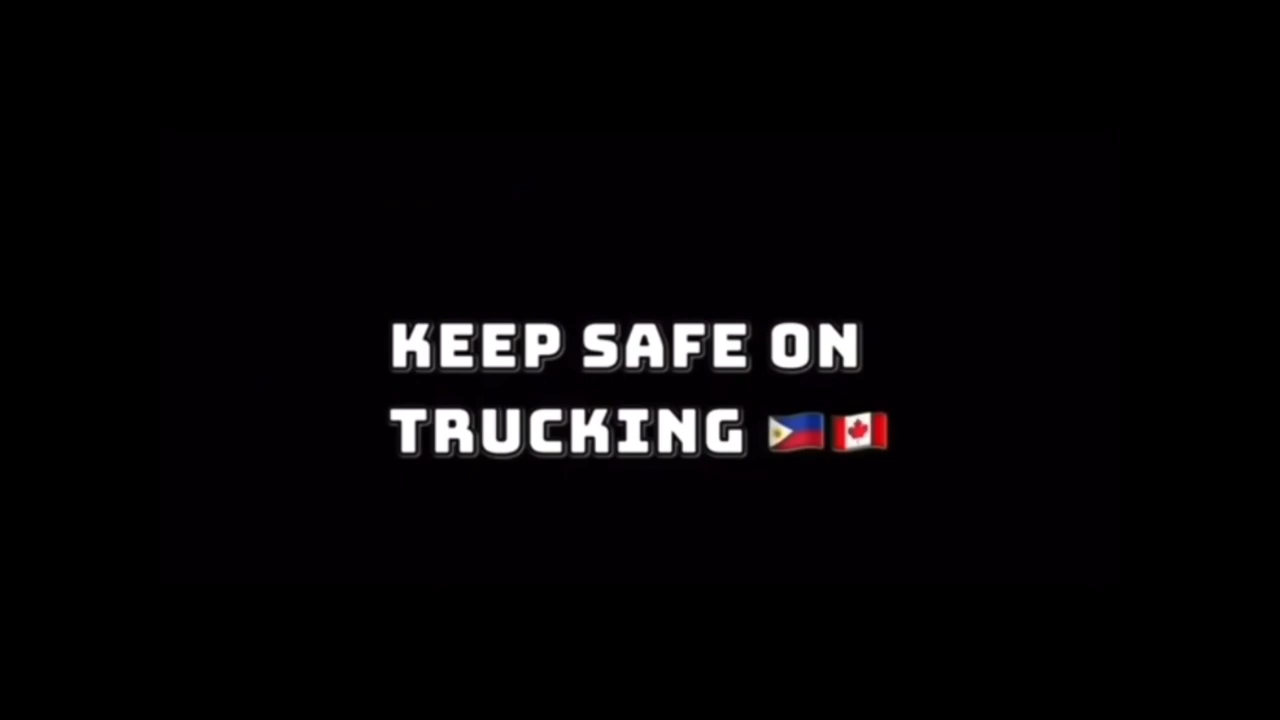 KEEP SAFE ON
TRUCKING 🇵🇭🇨🇦